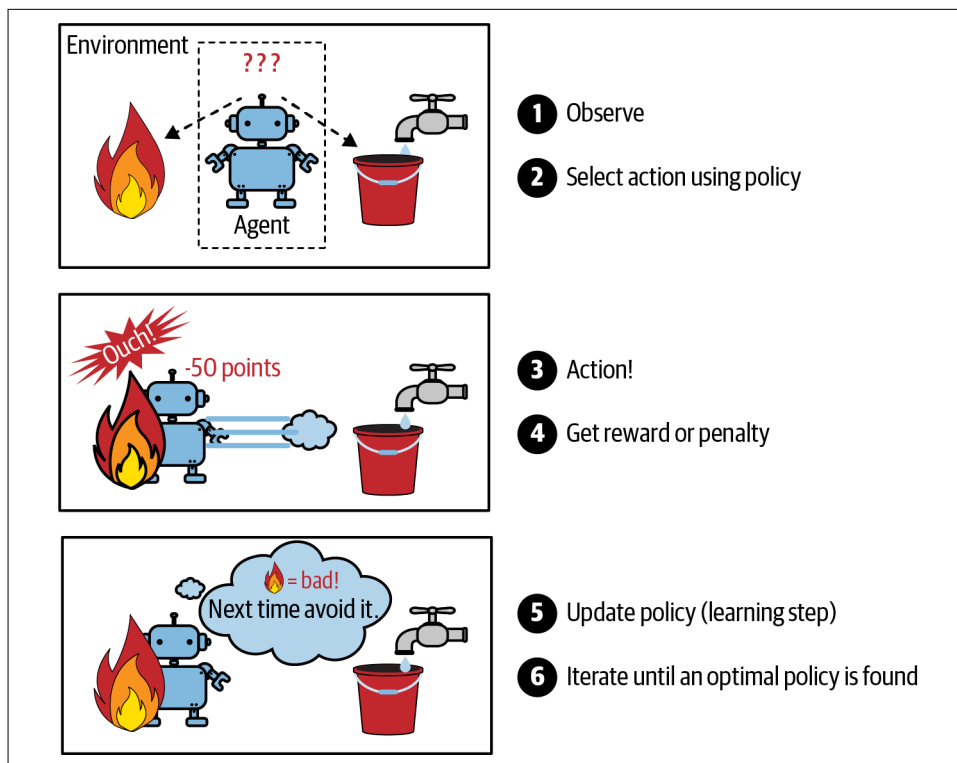 Environment
???
Agent
1 Observe
2 Select action using policy
Ouch!
-50 points
3 Action!
4 Get reward or penalty
= bad!
Next time avoid it.
5 Update policy (learning step)
6 Iterate until an optimal policy is found